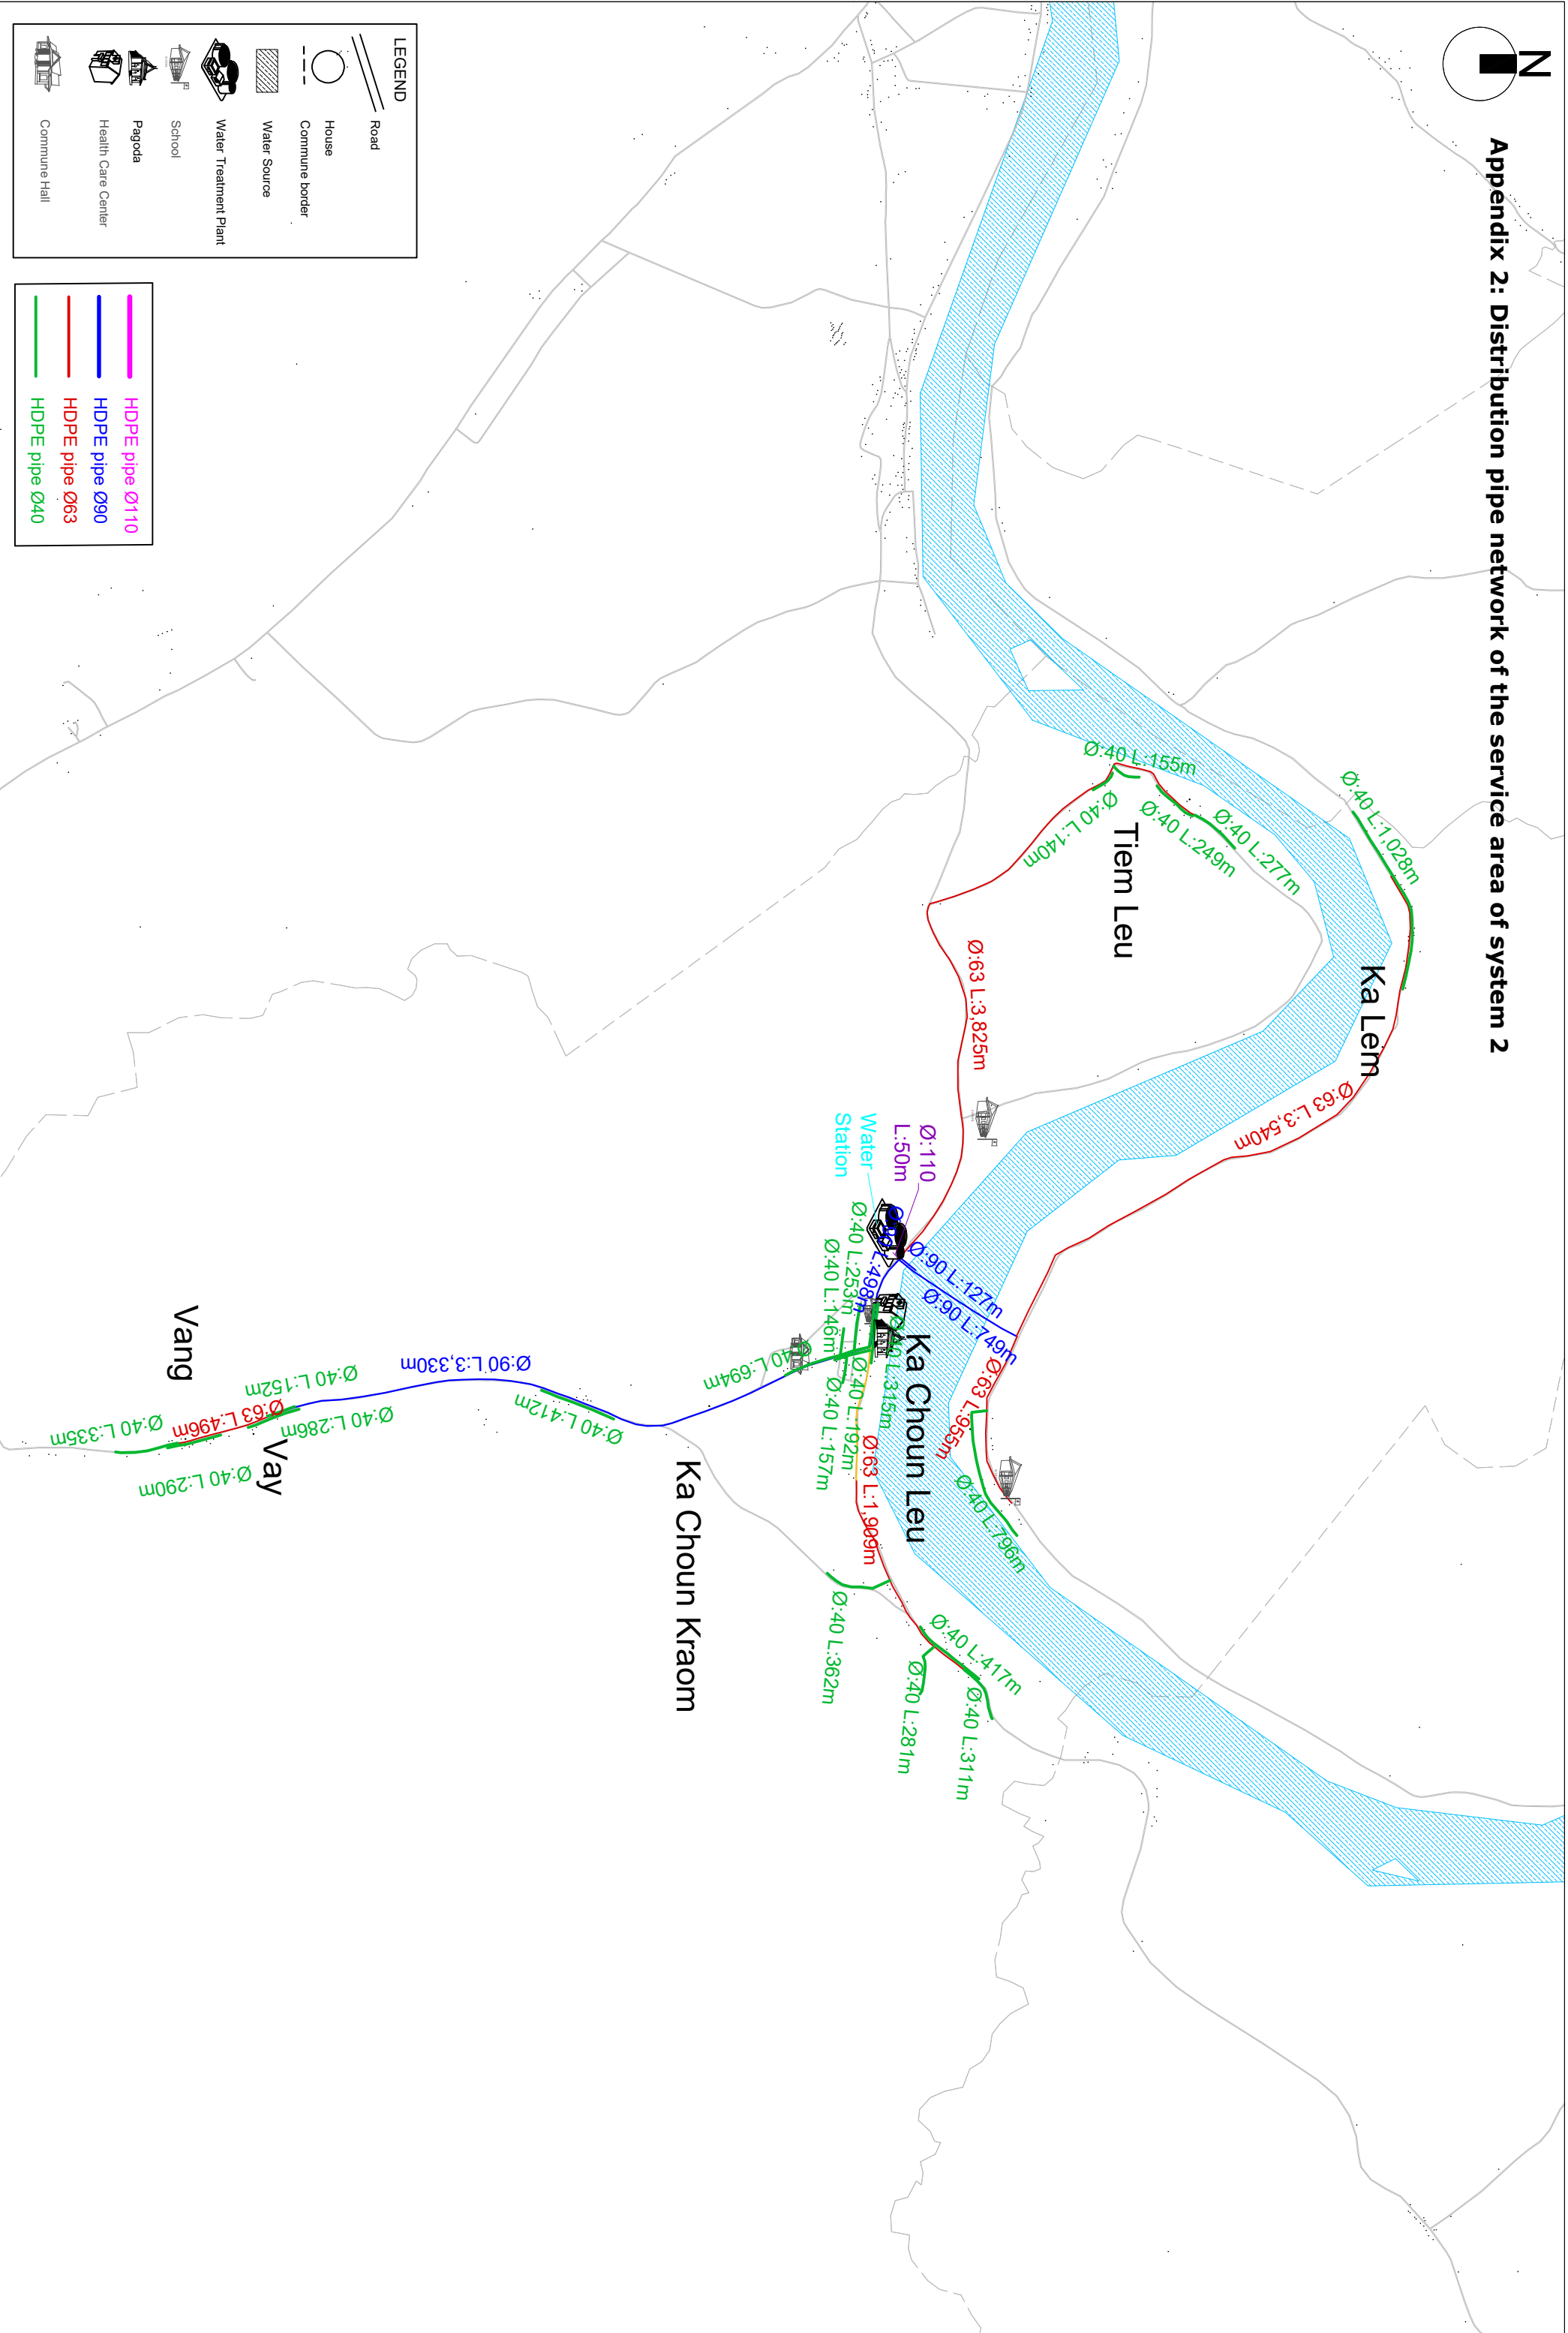 N
Appendix 2: Distribution pipe network of the service area of system 2
LEGEND
Road
House
Commune border
Water Source
Water Treatment Plant
School
Pagoda
Health Care Center
Commune Hall
HDPE pipe Ø110
HDPE pipe Ø90
HDPE pipe Ø63
HDPE pipe Ø40
Ø:40 L:1,028m
Ka Lem
Ø:63 L:3,540m
Ø:40 L:155m
Ø:40 L:277m
Ø:40 L:249m
Ø:40 L:140m
Tiem Leu
Ø:63 L:3,825m
Ø:110
L:50m
Water
Station
Ø:90 L:127m
Ø:90 L:749m
L:498m
Ø:40 L:253m
Ø:40 L:146m
Ka Choun Leu
L:315m
Ø:40 L:192m
Ø:40 L:157m
Ø:40 L:694m
Ø:63 L:955m
Ø:40 L:796m
Ø:63 L:1,909m
Ø:40 L:362m
Ø:40 L:417m
Ø:40 L:281m
Ø:40 L:311m
Ka Choun Kraom
Ø:40 L:412m
Ø:90 L:3,330m
Vang
Ø:40 L:152m
Ø:40 L:286m
Ø:63 L:496m
Vay
Ø:40 L:335m
Ø:40 L:290m